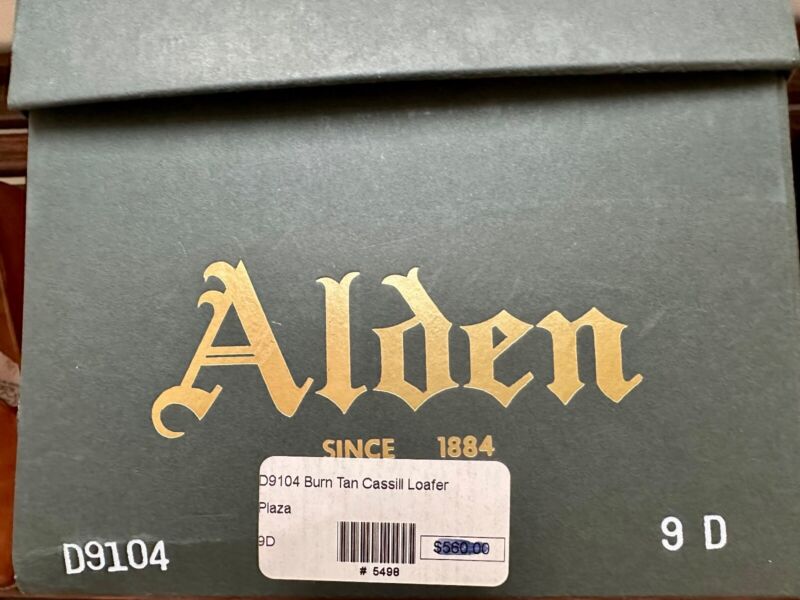 Alden
SINCE 1884
D9104 Burn Tan Cassill Loafer
Plaza
9D
$560.00
# 5498
D9104
9 D